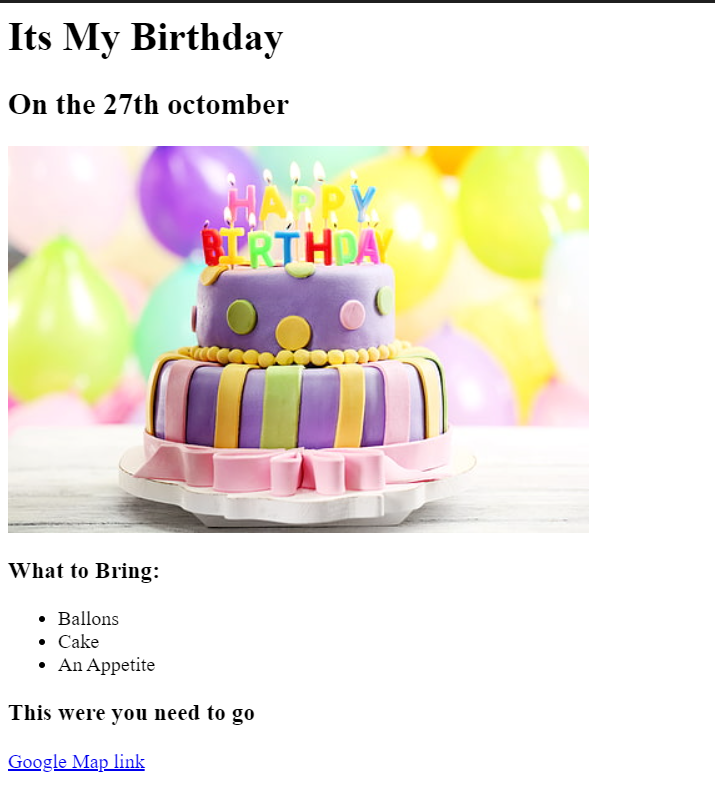 Its My Birthday
On the 27th octomber
HAPPY
BIRTHDAY
What to Bring:
Ballons
Cake
An Appetite
This were you need to go
Google Map link